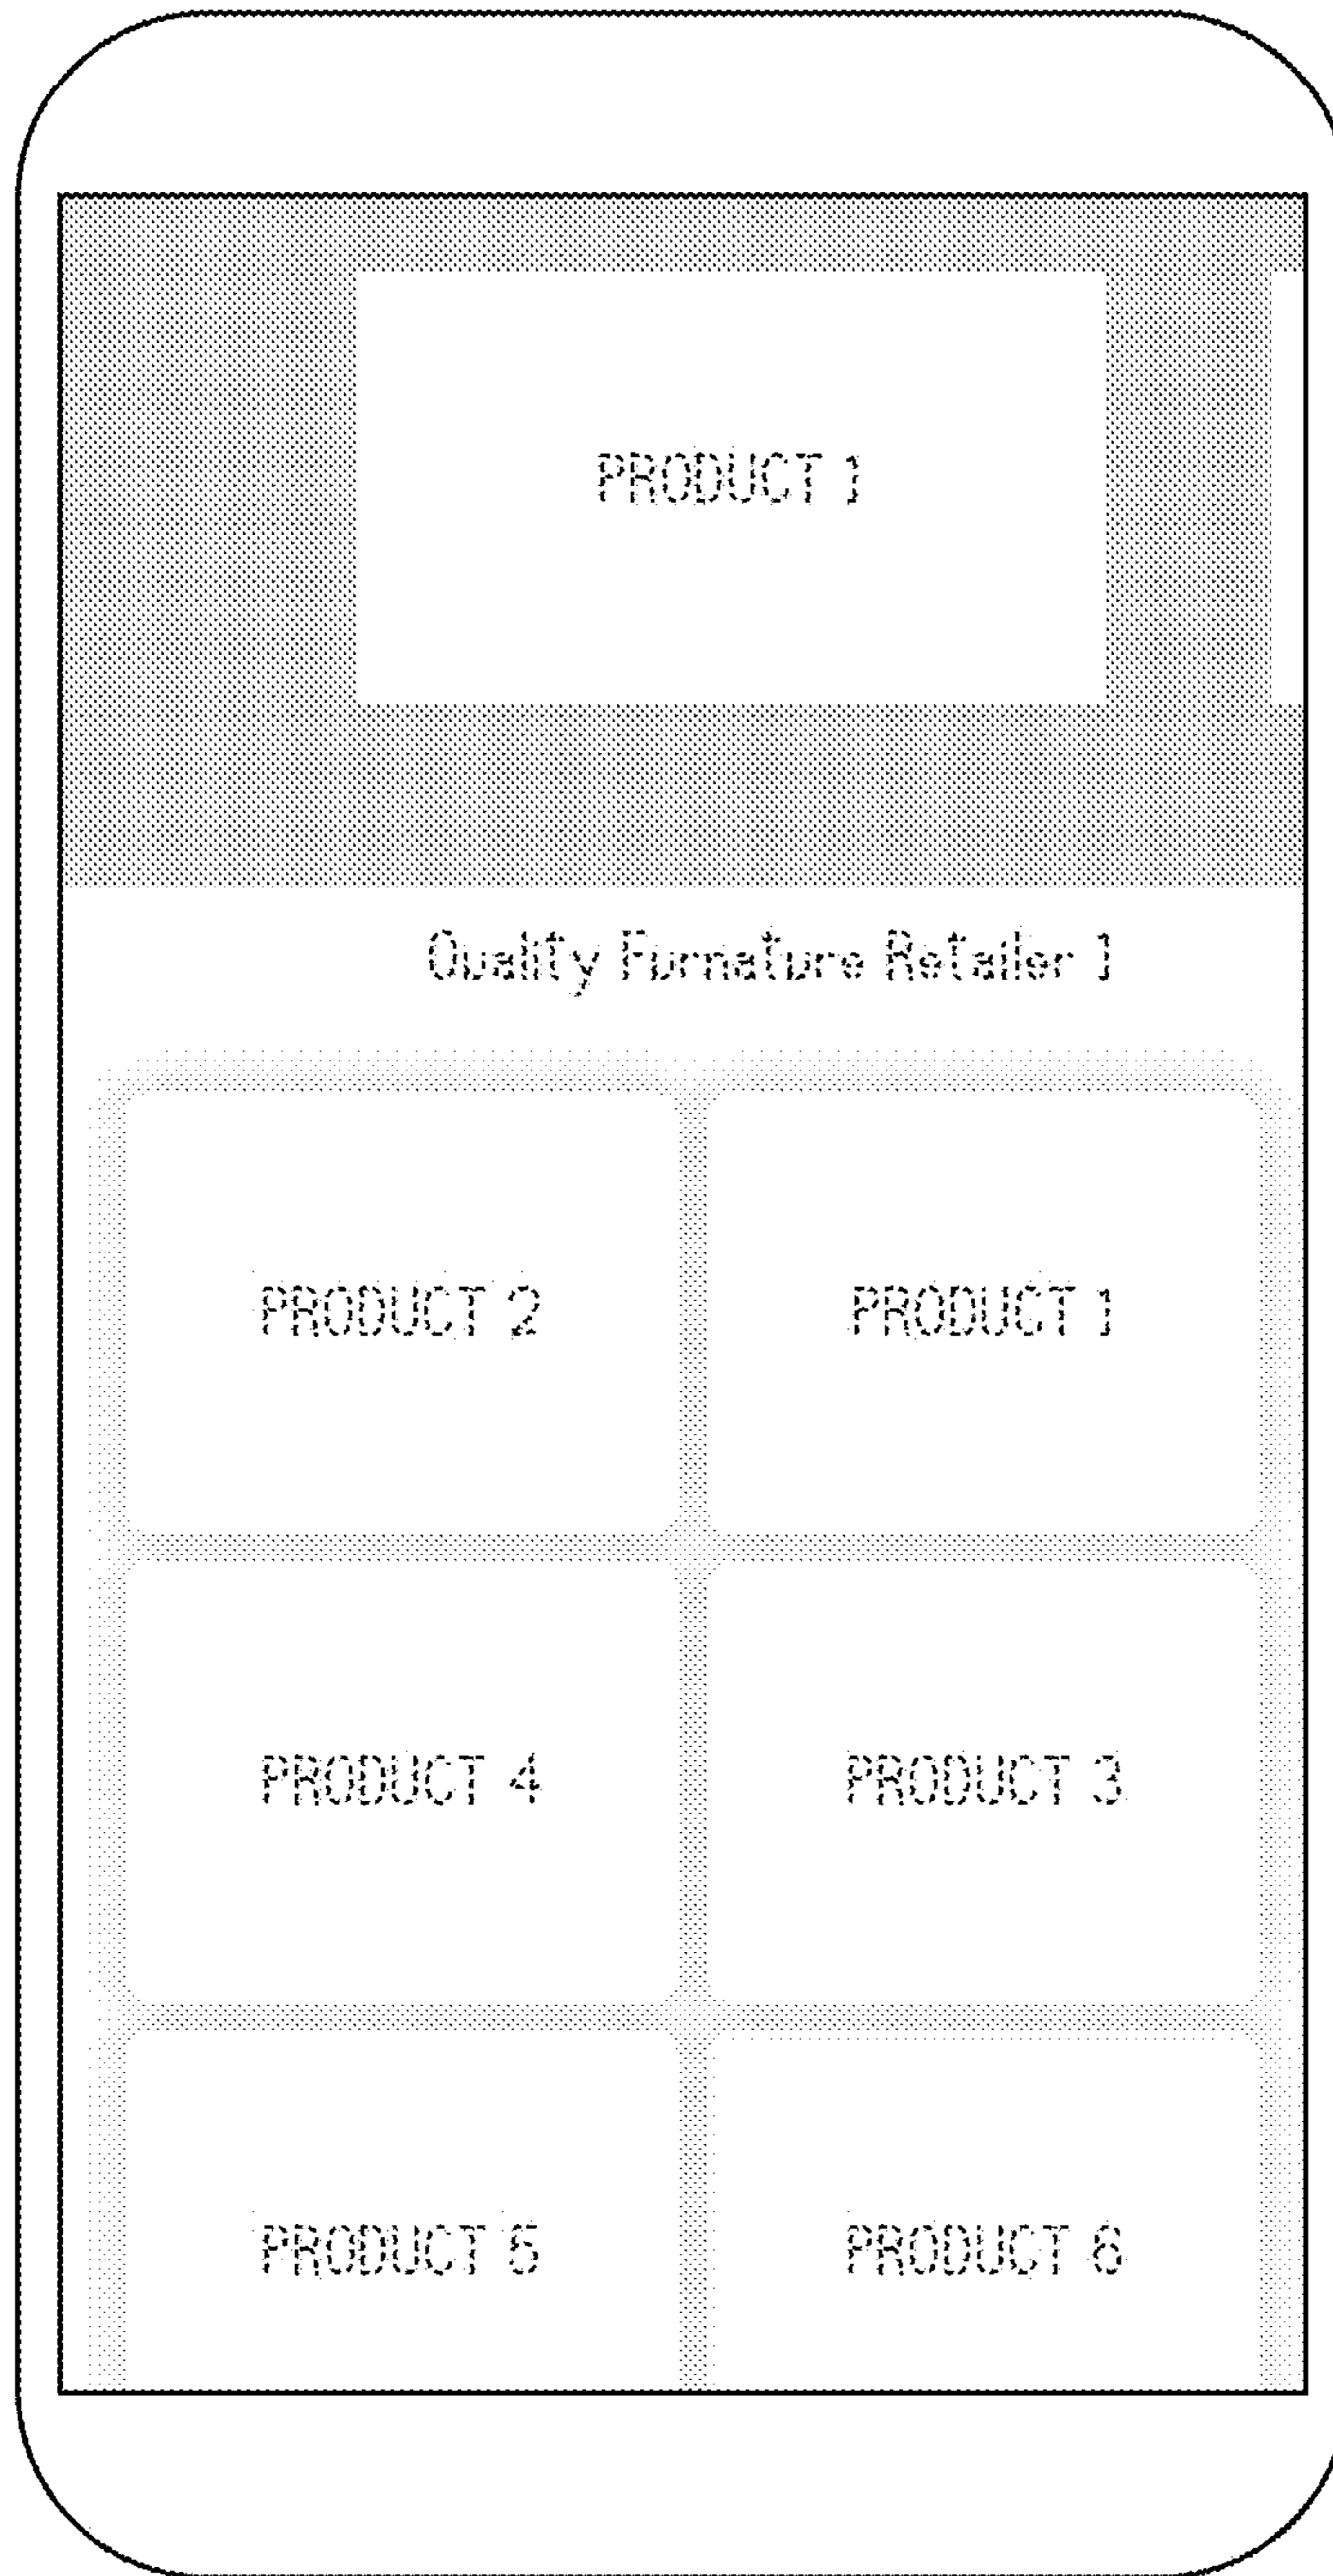 PRODUCT 1
Quality Furnature Retailer 1
PRODUCT 2 PRODUCT 1
PRODUCT 4 PRODUCT 3
PRODUCT 5 PRODUCT 6